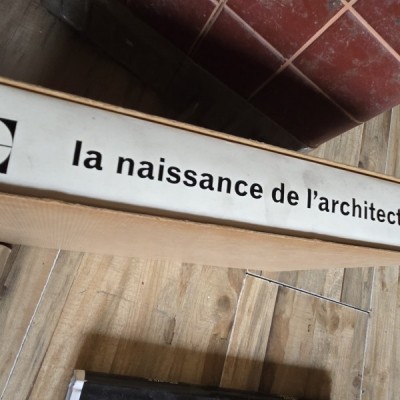 la naissance de l'architect